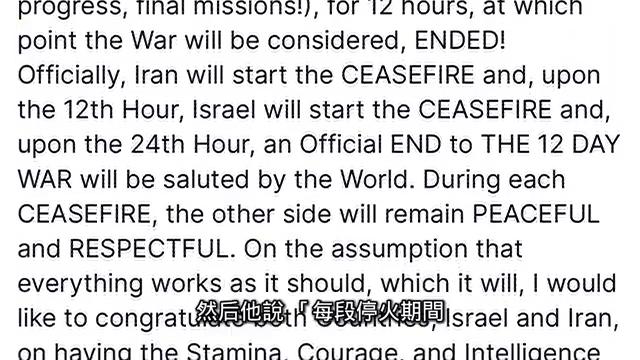 progress, final missions!), for 12 hours, at which
point the War will be considered, ENDED!
Officially, Iran will start the CEASEFIRE and, upon
the 12th Hour, Israel will start the CEASEFIRE and,
upon the 24th Hour, an Official END to THE 12 DAY
WAR will be saluted by the World. During each
CEASEFIRE, the other side will remain PEACEFUL
and RESPECTFUL. On the assumption that
everything works as it should, which it will, I would
like to congratulate both Countries, Israel and Iran,
然后他說 「每段停火期間
on having the Stamina, Courage, and Intelligence